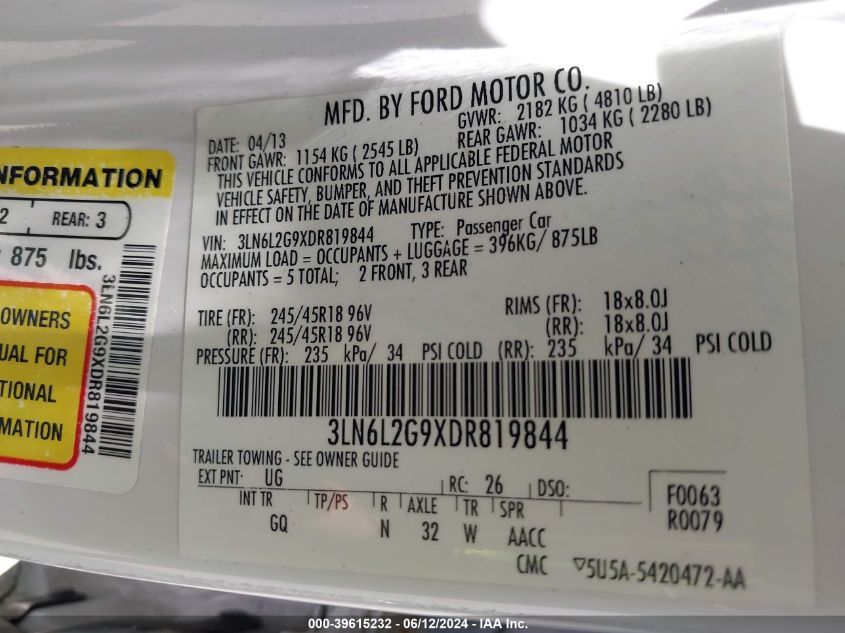 NFORMATION
2 REAR: 3
875 lbs.
OWNERS
UAL FOR
TIONAL
MATION
3LN6L2G9XDR819844
MFD. BY FORD MOTOR CO.
DATE: 04/13 GVWR: 2182 KG ( 4810 LB)
FRONT GAWR: 1154 KG ( 2545 LB) REAR GAWR: 1034 KG ( 2280 LB)
THIS VEHICLE CONFORMS TO ALL APPLICABLE FEDERAL MOTOR
VEHICLE SAFETY, BUMPER, AND THEFT PREVENTION STANDARDS
IN EFFECT ON THE DATE OF MANUFACTURE SHOWN ABOVE.
VIN: 3LN6L2G9XDR819844 TYPE: Passenger Car
MAXIMUM LOAD = OCCUPANTS + LUGGAGE = 396KG/ 875LB
OCCUPANTS = 5 TOTAL; 2 FRONT, 3 REAR
TIRE (FR): 245/45R18 96V RIMS (FR): 18x8.0J
(RR): 245/45R18 96V (RR): 18x8.0J
PRESSURE (FR): 235 kPa/ 34 PSI COLD (RR): 235 kPa/ 34 PSI COLD
3LN6L2G9XDR819844
TRAILER TOWING - SEE OWNER GUIDE
EXT PNT: UG RC: 26 DSO:
INT TR TP/PS R AXLE TR SPR
GQ N 32 W AACC
F0063
R0079
CMC ▽5U5A-5420472-AA
000-39615232 - 06/12/2024 - IAA Inc.